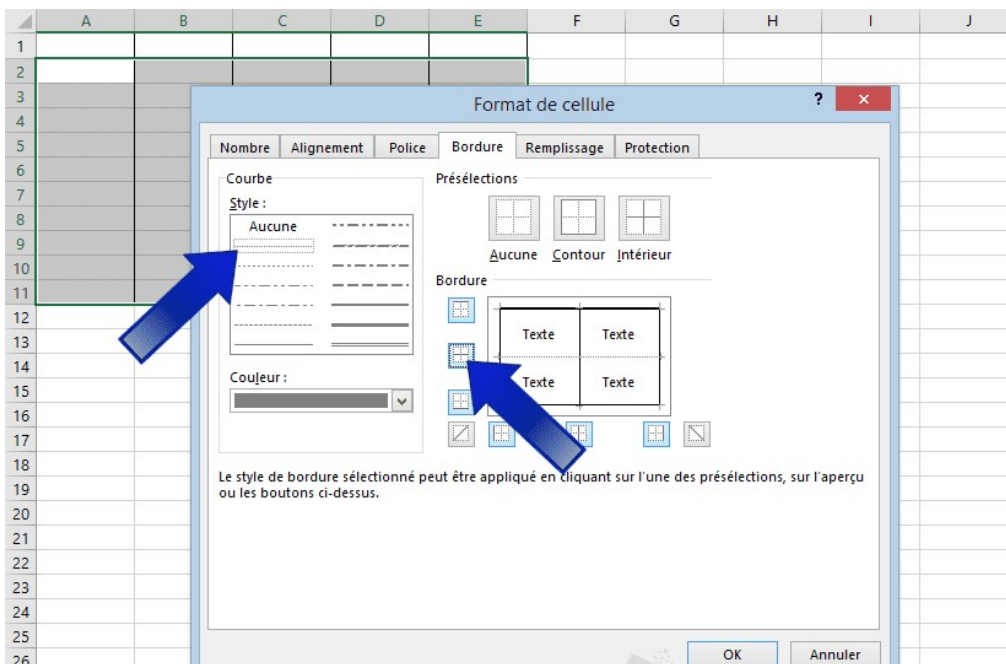 A B C D E F G H I J
1
2
3
Format de cellule ? ×
4
5
Nombre Alignement Police Bordure Remplissage Protection
6
Courbe Présélections
7
Style :
8
Aucune
9
Aucune Contour Intérieur
10
11
Bordure
12
13
Texte Texte
14
Couleur :
Texte Texte
15
16
17
18
Le style de bordure sélectionné peut être appliqué en cliquant sur l'une des présélections, sur l'aperçu
19
ou les boutons ci-dessus.
20
21
22
23
24
25
26
OK Annuler